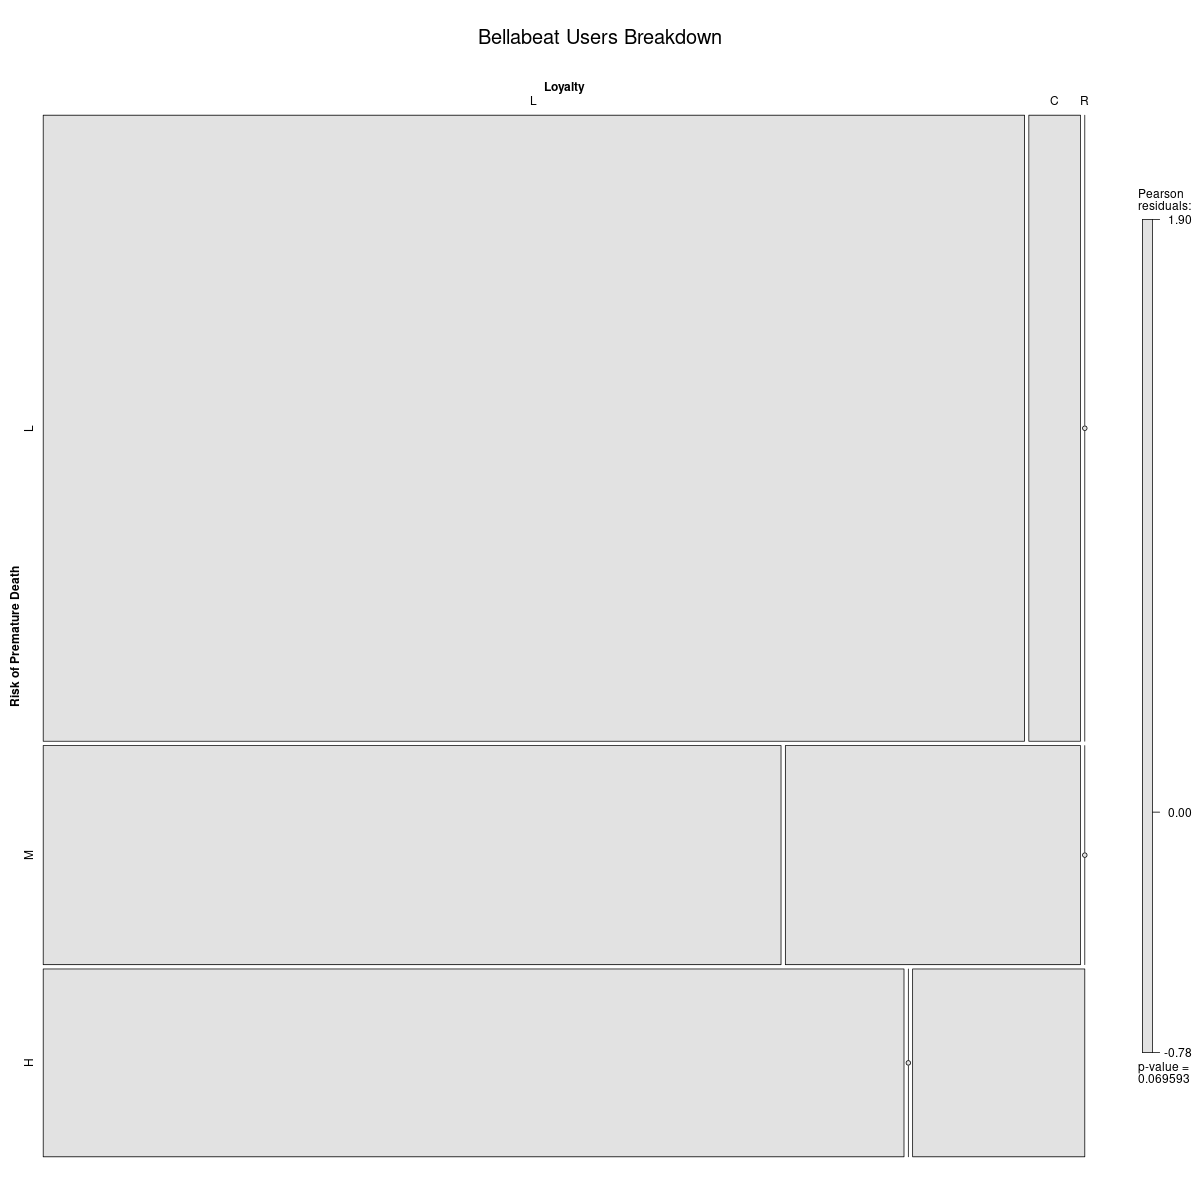 Bellabeat Users Breakdown
Loyalty
L C R
Risk of Premature Death
L
M
H
Pearson
residuals:
1.90
0.00
-0.78
p-value =
0.069593